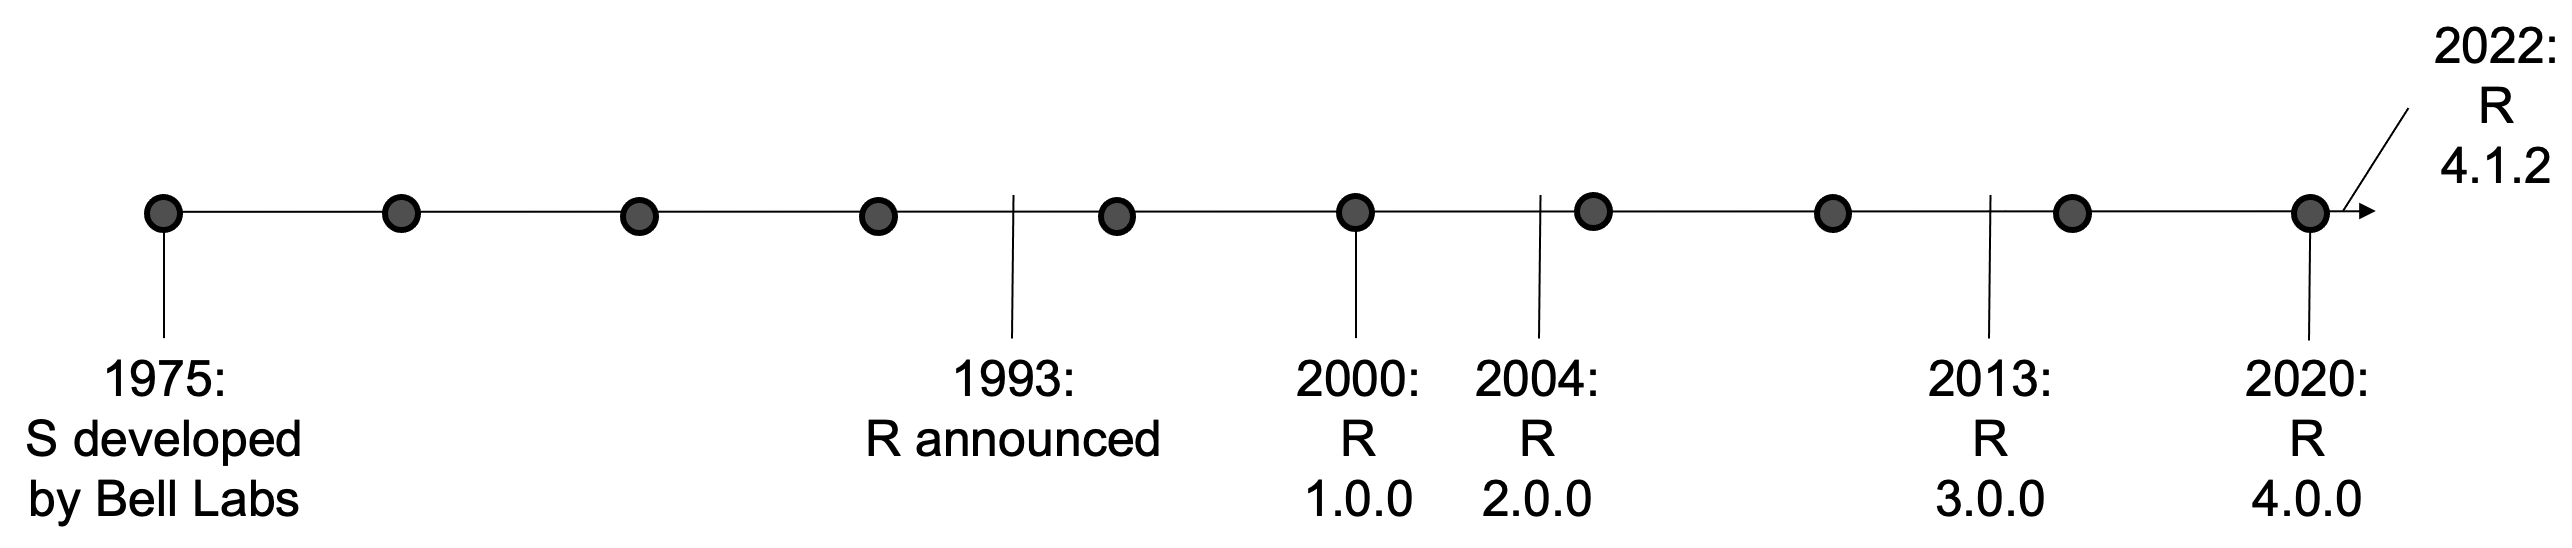 1975:
S developed
by Bell Labs
1993:
R announced
2000:
R
1.0.0
2004:
R
2.0.0
2013:
R
3.0.0
2020:
R
4.0.0
2022:
R
4.1.2